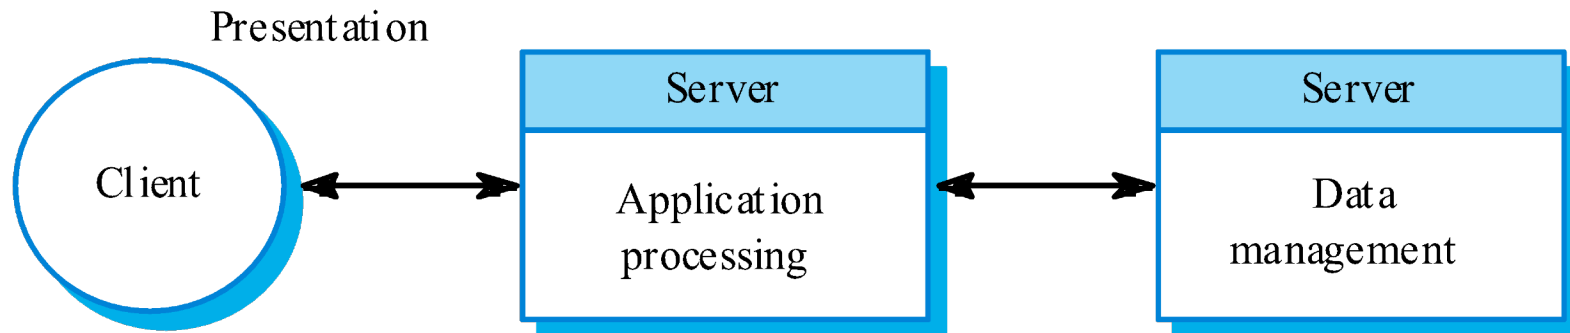 Presentation
Client
Server
Application
processing
Server
Data
management